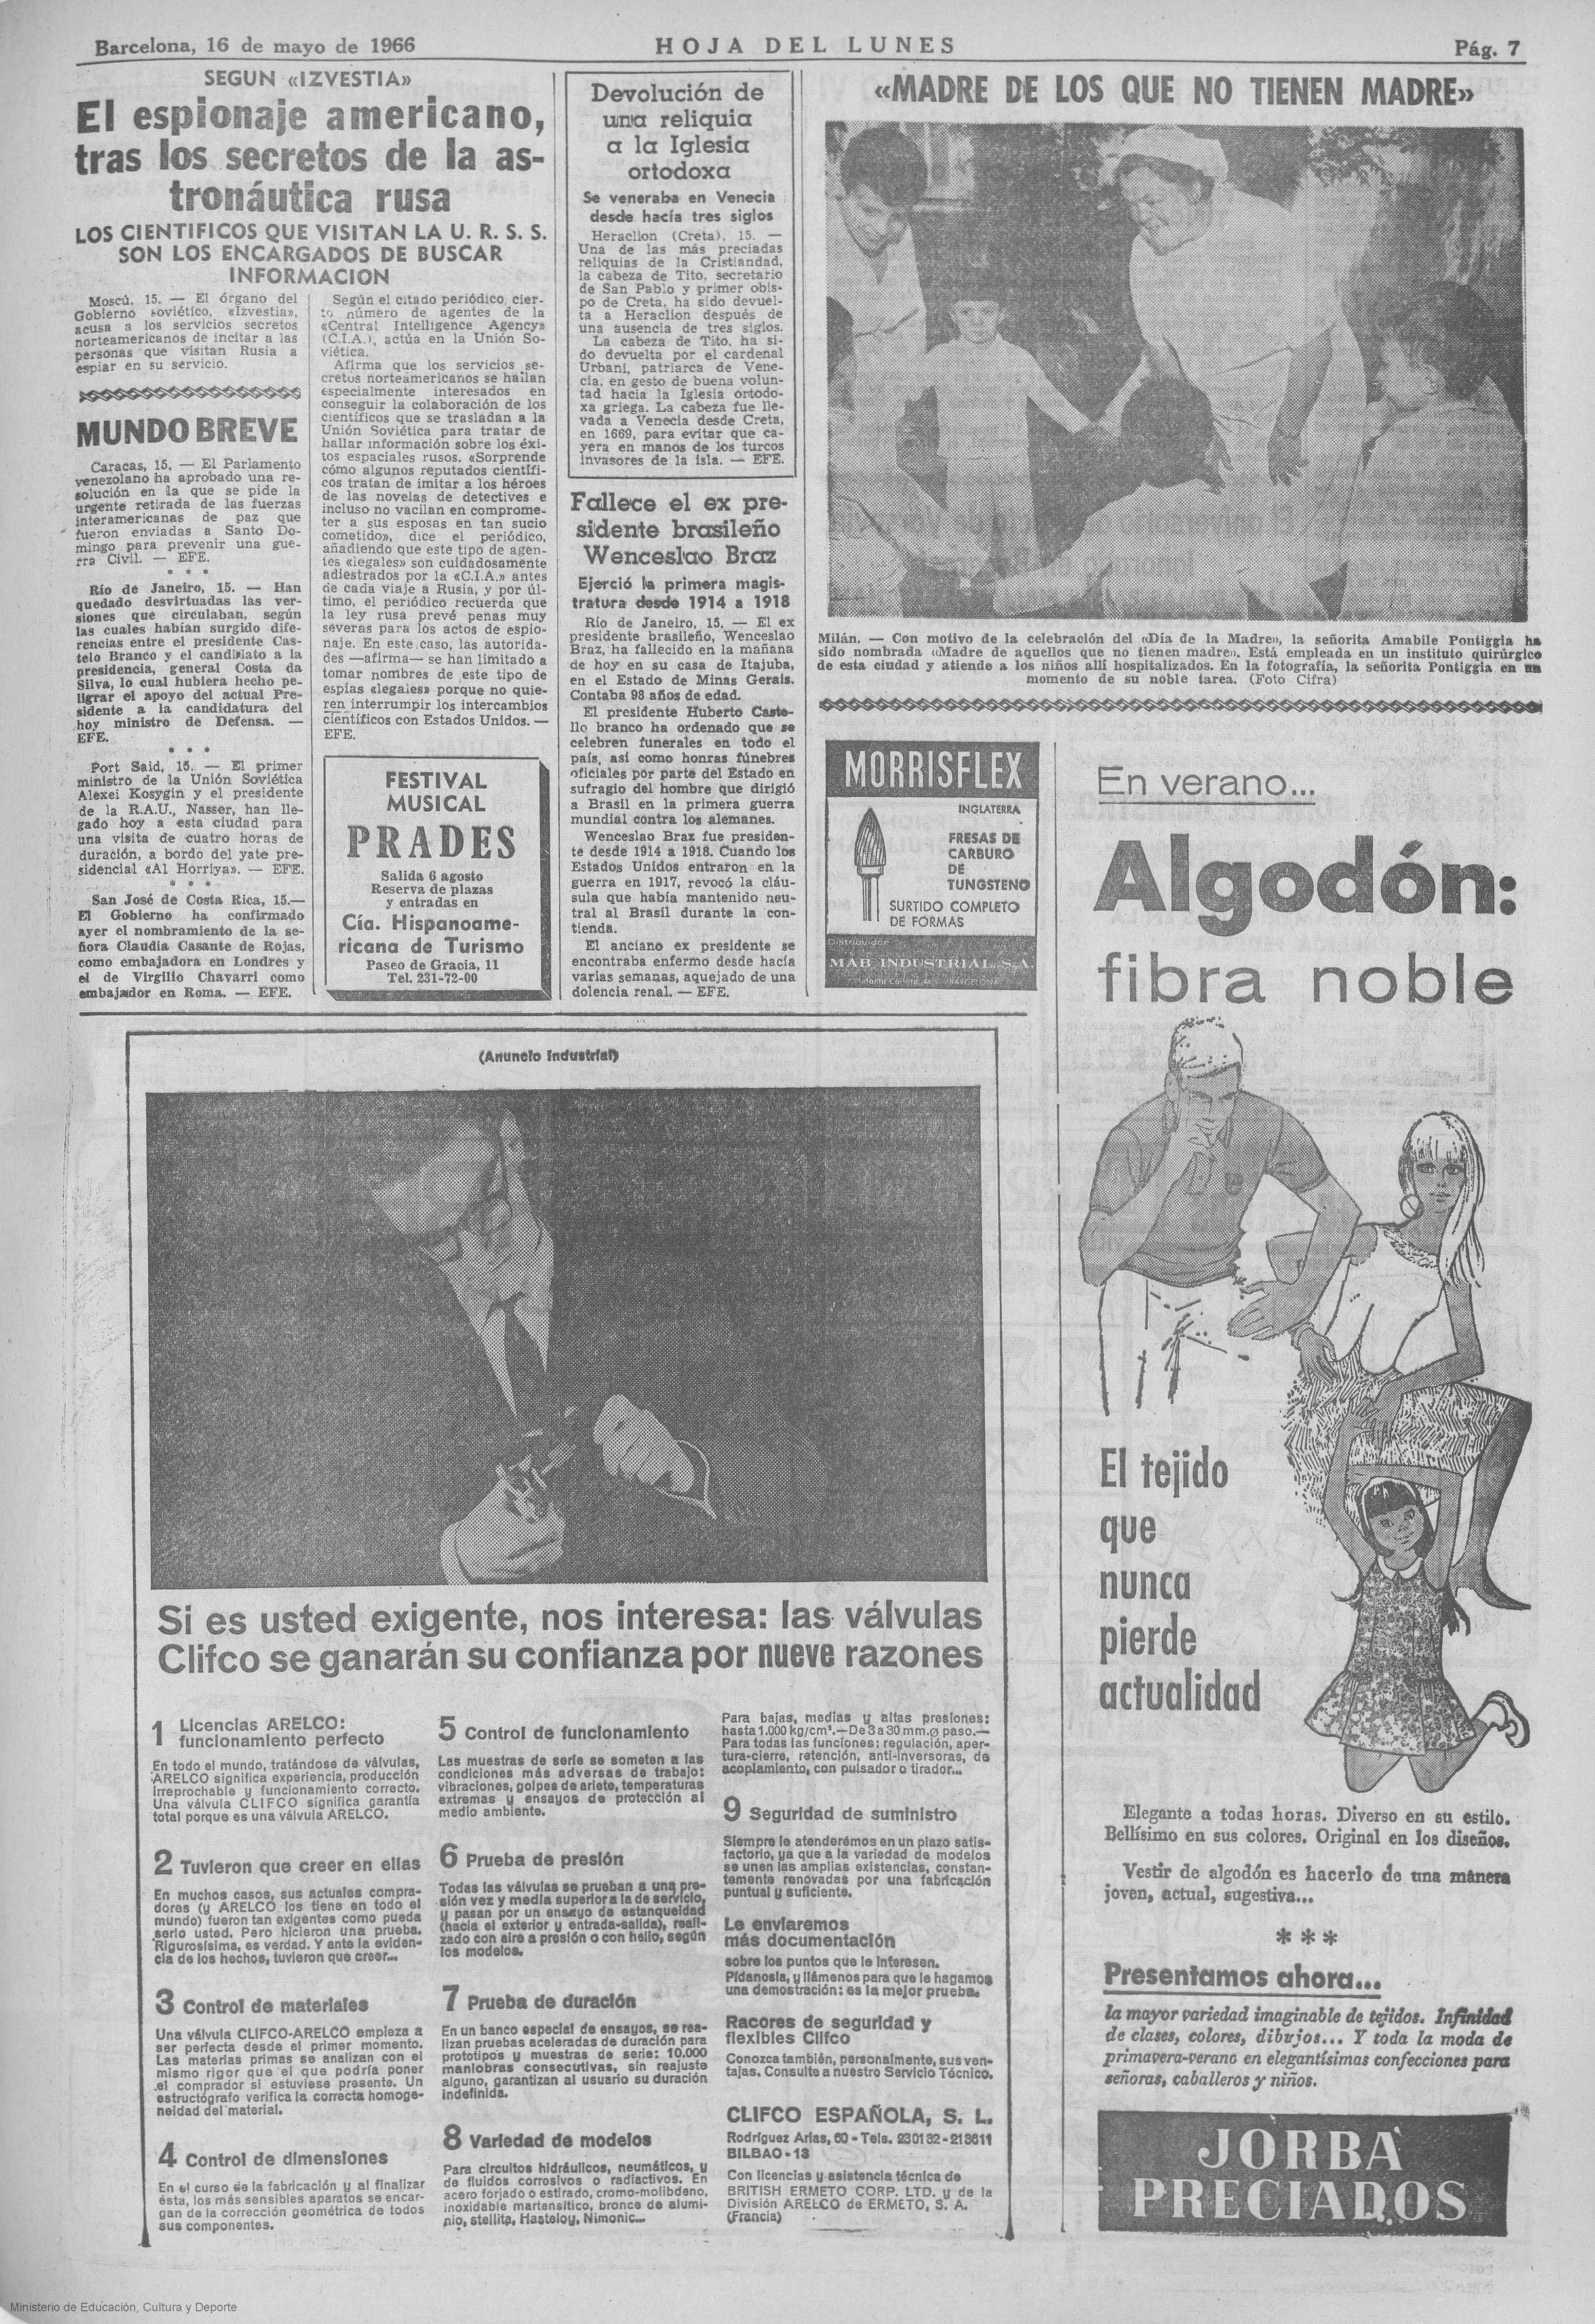 Barcelona, 16 de mayo de 1966
HOJA DEL LUNES
Pág. 7
SEGUN «IZVESTIA»
El espionaje americano,
tras los secretos de la as-
tronáutica rusa
LOS CIENTIFICOS QUE VISITAN LA U. R. S. S.
SON LOS ENCARGADOS DE BUSCAR
INFORMACION
Moscú, 15. — El órgano del
Gobierno soviético, «Izvestia»,
acusa a los servicios secretos
norteamericanos de incitar a las
personas que visitan Rusia a
espiar en su servicio.
Según el citado periódico, cier-
to número de agentes de la
«Central Intelligence Agency»
(C.I.A.), actúa en la Unión So-
viética.
Afirma que los servicios se-
cretos norteamericanos se hallan
especialmente interesados en
conseguir la colaboración de los
científicos que se trasladan a la
Unión Soviética para tratar de
hallar información sobre los éxi-
tos espaciales rusos. «Sorprende
cómo algunos reputados científi-
cos tratan de imitar a los héroes
de las novelas de detectives e
incluso no vacilan en comprome-
ter a sus esposas en tan sucio
cometido», dice el periódico,
añadiendo que este tipo de agen-
tes «legales» son cuidadosamente
adiestrados por la «C.I.A.» antes
de cada viaje a Rusia, y por úl-
timo, el periódico recuerda que
la ley rusa prevé penas muy
severas para los actos de espio-
naje. En este caso, las autorida-
des —afirma— se han limitado a
tomar nombres de este tipo de
espías «legales» porque no quie-
ren interrumpir los intercambios
científicos con Estados Unidos. —
EFE.
MUNDO BREVE
Caracas, 15. — El Parlamento
venezolano ha aprobado una re-
solución en la que se pide la
urgente retirada de las fuerzas
interamericanas de paz que
fueron enviadas a Santo Do-
mingo para prevenir una gue-
rra Civil. — EFE.
* * *
Río de Janeiro, 15. — Han
quedado desvirtuadas las ver-
siones que circulaban, según
las cuales habían surgido dife-
rencias entre el presidente Cas-
telo Branco y el candidato a la
presidencia, general Costa da
Silva, lo cual hubiera hecho pe-
ligrar el apoyo del actual Pre-
sidente a la candidatura del
hoy ministro de Defensa. —
EFE.
* * *
Port Said, 15. — El primer
ministro de la Unión Soviética
Alexei Kosygin y el presidente
de la R.A.U., Nasser, han lle-
gado hoy a esta ciudad para
una visita de cuatro horas de
duración, a bordo del yate pre-
sidencial «Al Horriya». — EFE.
* * *
San José de Costa Rica, 15.—
El Gobierno ha confirmado
ayer el nombramiento de la se-
ñora Claudia Casante de Rojas,
como embajadora en Londres y
el de Virgilio Chavarri como
embajador en Roma. — EFE.
FESTIVAL
MUSICAL
PRADES
Salida 6 agosto
Reserva de plazas
y entradas en
Cía. Hispanoame-
ricana de Turismo
Paseo de Gracia, 11
Tel. 231-72-00
Devolución de
una reliquia
a la Iglesia
ortodoxa
Se veneraba en Venecia
desde hacía tres siglos
Heraclion (Creta), 15. —
Una de las más preciadas
reliquias de la Cristiandad,
la cabeza de Tito, secretario
de San Pablo y primer obis-
po de Creta, ha sido devuel-
ta a Heraclion después de
una ausencia de tres siglos.
La cabeza de Tito, ha si-
do devuelta por el cardenal
Urbani, patriarca de Vene-
cia, en gesto de buena volun-
tad hacia la Iglesia ortodo-
xa griega. La cabeza fue lle-
vada a Venecia desde Creta,
en 1669, para evitar que ca-
yera en manos de los turcos
invasores de la isla. — EFE.
Fallece el ex pre-
sidente brasileño
Wenceslao Braz
Ejerció la primera magis-
tratura desde 1914 a 1918
Río de Janeiro, 15. — El ex
presidente brasileño, Wenceslao
Braz, ha fallecido en la mañana
de hoy en su casa de Itajuba,
en el Estado de Minas Gerais.
Contaba 98 años de edad.
El presidente Huberto Caste-
llo branco ha ordenado que se
celebren funerales en todo el
país, así como honras fúnebres
oficiales por parte del Estado en
sufragio del hombre que dirigió
a Brasil en la primera guerra
mundial contra los alemanes.
Wenceslao Braz fue presiden-
te desde 1914 a 1918. Cuando los
Estados Unidos entraron en la
guerra en 1917, revocó la cláu-
sula que había mantenido neu-
tral al Brasil durante la con-
tienda.
El anciano ex presidente se
encontraba enfermo desde hacía
varias semanas, aquejado de una
dolencia renal. — EFE.
«MADRE DE LOS QUE NO TIENEN MADRE»
Milán. — Con motivo de la celebración del «Día de la Madre», la señorita Amabile Pontiggia ha
sido nombrada «Madre de aquellos que no tienen madre». Está empleada en un instituto quirúrgico
de esta ciudad y atiende a los niños allí hospitalizados. En la fotografía, la señorita Pontiggia en un
momento de su noble tarea. (Foto Cifra)
MORRISFLEX
INGLATERRA
FRESAS DE
CARBURO
DE
TUNGSTENO
SURTIDO COMPLETO
DE FORMAS
Distribuidor
MAB INDUSTRIAL, S.A.
BARCELONA
En verano...
Algodón:
fibra noble
El tejido
que
nunca
pierde
actualidad
Elegante a todas horas. Diverso en su estilo.
Bellísimo en sus colores. Original en los diseños.
Vestir de algodón es hacerlo de una manera
joven, actual, sugestiva...
* * *
Presentamos ahora...
la mayor variedad imaginable de tejidos. Infinidad
de clases, colores, dibujos... Y toda la moda de
primavera-verano en elegantísimas confecciones para
señoras, caballeros y niños.
JORBA
PRECIADOS
(Anuncio Industrial)
Si es usted exigente, nos interesa: las válvulas
Clifco se ganarán su confianza por nueve razones
1 Licencias ARELCO:
funcionamiento perfecto
En todo el mundo, tratándose de válvulas,
ARELCO significa experiencia, producción
irreprochable y funcionamiento correcto.
Una válvula CLIFCO significa garantía
total porque es una válvula ARELCO.
2 Tuvieron que creer en ellas
En muchos casos, sus actuales compra-
dores (y ARELCO los tiene en todo el
mundo) fueron tan exigentes como pueda
serlo usted. Pero hicieron una prueba.
Rigurosísima, es verdad. Y ante la eviden-
cia de los hechos, tuvieron que creer...
3 Control de materiales
Una válvula CLIFCO-ARELCO empieza a
ser perfecta desde el primer momento.
Las materias primas se analizan con el
mismo rigor que el que podría poner
el comprador si estuviese presente. Un
estructógrafo verifica la correcta homoge-
neidad del material.
4 Control de dimensiones
En el curso de la fabricación y al finalizar
ésta, los más sensibles aparatos se encar-
gan de la corrección geométrica de todos
sus componentes.
5 Control de funcionamiento
Las muestras de serie se someten a las
condiciones más adversas de trabajo:
vibraciones, golpes de ariete, temperaturas
extremas y ensayos de protección al
medio ambiente.
6 Prueba de presión
Todas las válvulas se prueban a una pre-
sión vez y media superior a la de servicio,
y pasan por un ensayo de estanqueidad
(hacia el exterior y entrada-salida), reali-
zado con aire a presión o con helio, según
los modelos.
7 Prueba de duración
En un banco especial de ensayos, se rea-
lizan pruebas aceleradas de duración para
prototipos y muestras de serie: 10.000
maniobras consecutivas, sin reajuste
alguno, garantizan al usuario su duración
indefinida.
8 Variedad de modelos
Para circuitos hidráulicos, neumáticos, y
de fluidos corrosivos o radiactivos. En
acero forjado o estirado, cromo-molibdeno,
inoxidable martensítico, bronce de alumi-
nio, stellita, Hasteloy, Nimonic...
Para bajas, medias y altas presiones:
hasta 1.000 kg/cm². — De 3 a 30 mm. ø paso.—
Para todas las funciones: regulación, aper-
tura-cierre, retención, anti-inversoras, de
acoplamiento, con pulsador o tirador...
9 Seguridad de suministro
Siempre le atenderemos en un plazo satis-
factorio, ya que a la variedad de modelos
se unen las amplias existencias, constan-
temente renovadas por una fabricación
puntual y suficiente.
Le enviaremos
más documentación
sobre los puntos que le interesen.
Pídanosla, y llámenos para que le hagamos
una demostración: es la mejor prueba.
Racores de seguridad y
flexibles Clifco
Conozca también, personalmente, sus ven-
tajas. Consulte a nuestro Servicio Técnico.
CLIFCO ESPAÑOLA, S. L.
Rodríguez Arias, 60 - Tels. 230132 - 213611
BILBAO - 13
Con licencias y asistencia técnica de
BRITISH ERMETO CORP. LTD. y de la
División ARELCO de ERMETO, S. A.
(Francia)
Ministerio de Educación, Cultura y Deporte